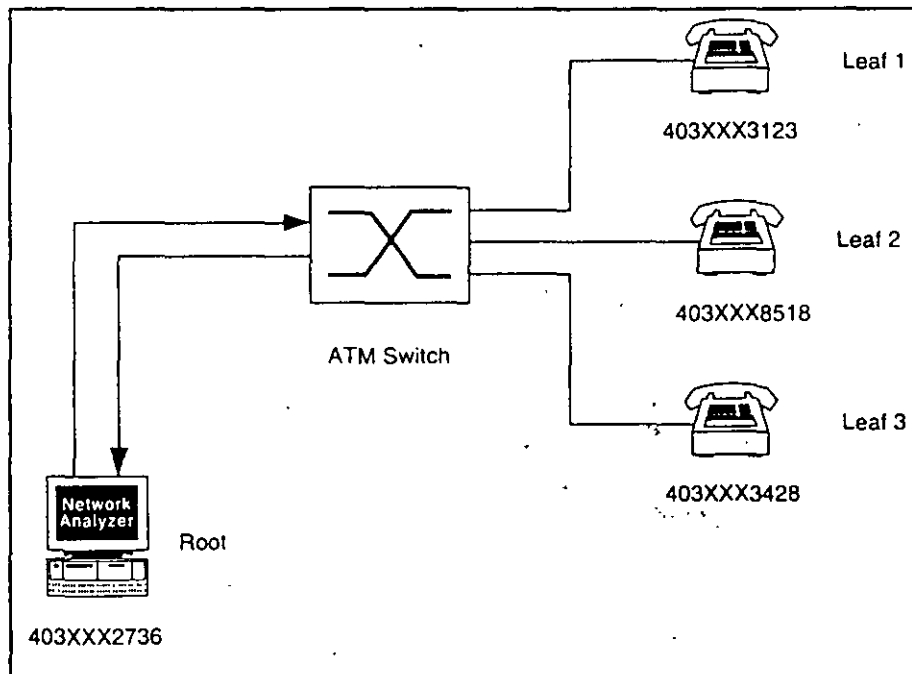 Leaf 1
403XXX3123
Leaf 2
403XXX8518
ATM Switch
Leaf 3
403XXX3428
Network
Analyzer
Root
403XXX2736